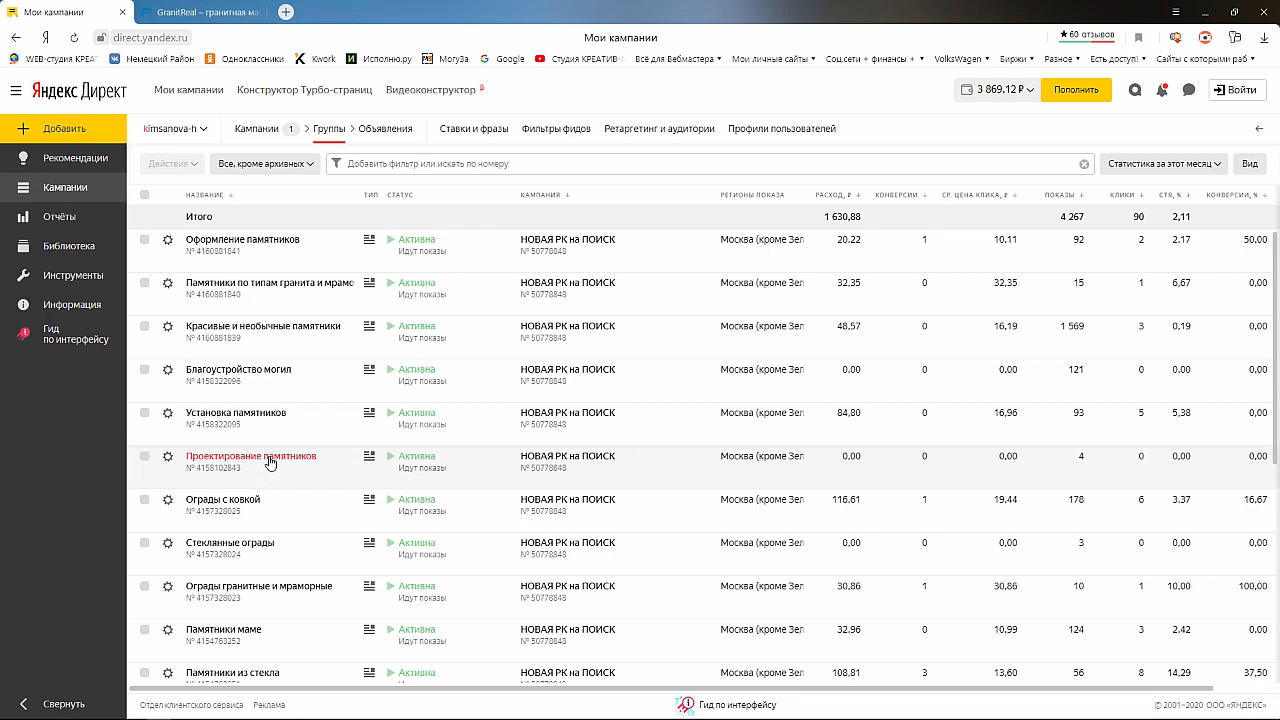 Мои кампании
GranitReal – гранитная ма
direct.yandex.ru
Мои кампании
60 отзывов
WEB-студия КРЕА
Немецкий Район
Одноклассники
Kwork
Исполню.ру
Могуза
Google
Студия КРЕАТИВ-
Всё для Вебмастера
Мои личные сайты
Соц.сети + финансы +
VolksWagen
Биржи
Разное
Есть доступ!
Сайты с которыми раб
Яндекс Директ
Мои кампании
Конструктор Турбо-страниц
Видеоконструктор β
3 869,12 ₽
Пополнить
Войти
Добавить
Рекомендации
Кампании
Отчёты
Библиотека
Инструменты
Информация
Гид
по интерфейсу
Свернуть
kimsanova-h
Кампании 1 > Группы > Объявления
Ставки и фразы
Фильтры фидов
Ретаргетинг и аудитории
Профили пользователей
Действия
Все, кроме архивных
Добавить фильтр или искать по номеру
Статистика за этот месяц
Вид
НАЗВАНИЕ ТИП СТАТУС КАМПАНИЯ РЕГИОНЫ ПОКАЗА РАСХОД, ₽ КОНВЕРСИИ СР. ЦЕНА КЛИКА, ₽ ПОКАЗЫ КЛИКИ CTR, % КОНВЕРСИИ, %
Итого 1 630,88 4 267 90 2,11
Оформление памятников Активна НОВАЯ РК на ПОИСК Москва (кроме Зел 20,22 1 10,11 92 2 2,17 50,00
№ 4160881841 Идут показы № 50778848
Памятники по типам гранита и мрамо Активна НОВАЯ РК на ПОИСК Москва (кроме Зел 32,35 0 32,35 15 1 6,67 0,00
№ 4160881840 Идут показы № 50778848
Красивые и необычные памятники Активна НОВАЯ РК на ПОИСК Москва (кроме Зел 48,57 0 16,19 1 569 3 0,19 0,00
№ 4160881839 Идут показы № 50778848
Благоустройство могил Активна НОВАЯ РК на ПОИСК Москва (кроме Зел 0,00 0 0,00 121 0 0,00 0,00
№ 4158322096 Идут показы № 50778848
Установка памятников Активна НОВАЯ РК на ПОИСК Москва (кроме Зел 84,80 0 16,96 93 5 5,38 0,00
№ 4158322095 Идут показы № 50778848
Проектирование памятников Активна НОВАЯ РК на ПОИСК Москва (кроме Зел 0,00 0 0,00 4 0 0,00 0,00
№ 4158102843 Идут показы № 50778848
Ограды с ковкой Активна НОВАЯ РК на ПОИСК Москва (кроме Зел 116,61 1 19,44 178 6 3,37 16,67
№ 4157328025 Идут показы № 50778848
Стеклянные ограды Активна НОВАЯ РК на ПОИСК Москва (кроме Зел 0,00 0 0,00 3 0 0,00 0,00
№ 4157328024 Идут показы № 50778848
Ограды гранитные и мраморные Активна НОВАЯ РК на ПОИСК Москва (кроме Зел 30,86 1 30,86 10 1 10,00 100,00
№ 4157328023 Идут показы № 50778848
Памятники маме Активна НОВАЯ РК на ПОИСК Москва (кроме Зел 32,96 0 10,99 124 3 2,42 0,00
№ 4154763252 Идут показы № 50778848
Памятники из стекла Активна НОВАЯ РК на ПОИСК Москва (кроме Зел 108,81 3 13,60 56 8 14,29 37,50
Отдел клиентского сервиса
Реклама
Гид по интерфейсу
© 2001–2020 ООО «ЯНДЕКС»